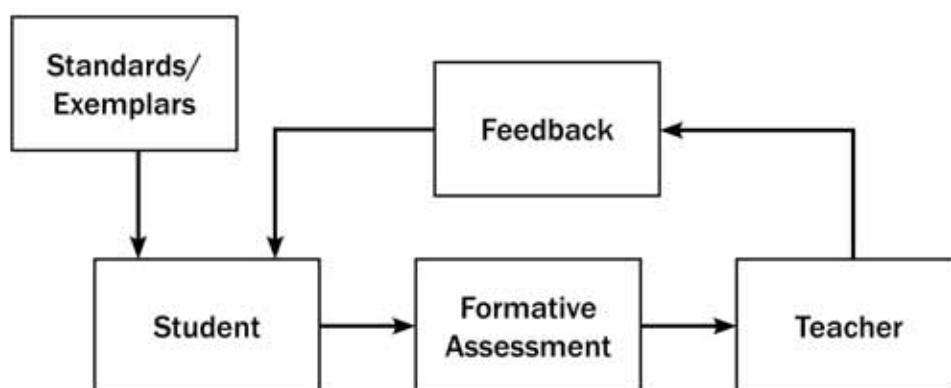 Standards/
Exemplars
Feedback
Student
Formative
Assessment
Teacher